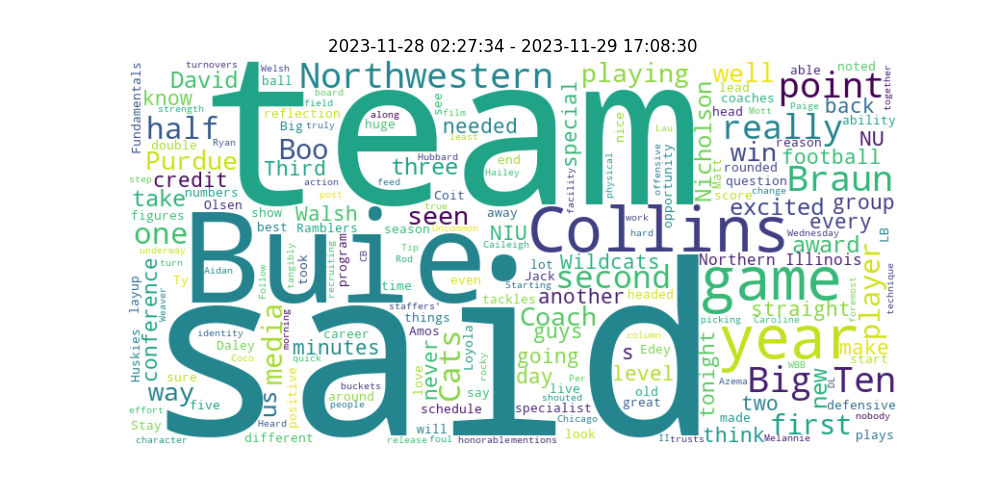 2023-11-28 02:27:34 - 2023-11-29 17:08:30
team
said
Buie
Collins
game
year
Northwestern
point
really
Braun
Big Ten
first
second
playing
well
half
Boo
David
know
Purdue
credit
take
one
Third
three
needed
special
Nicholson
win
football
NU
back
ability
able
noted
together
Fundamentals
turnovers
Welsh
ball
board
field
film
see
reflection
Big
truly
along
huge
least
strength
double
Ryan
numbers
step
figures
Olsen
show
best
action
feed
post
Hubbard
end
Hailey
Coit
Walsh
Ramblers
seen
season
true
Uncommon
away
NIU
Caileigh
nice
Lau
physical
offensive
opportunity
facility
lead
coaches
Paige
Mott
head
reason
rounded
question
change
Matt
score
excited
group
every
Wednesday
award
LB
work
hard
Northern Illinois
Wildcats
lot
Jack
Starting
another
headed
tackles
Coach
guys
straight
player
technique
foremost
picking
Caroline
make
start
WBB
DL
new
Azema
two
defensive
nobody
made
think
Melannie
plays
trusts
II
tonight
level
old
great
Edey
s
column
live
Per
shouted
Chicago
specialist
look
going
day
say
rocky
Loyola
Cats
never
love
schedule
will
release
foul
honorablementions
Amos
things
staffers'
time
Tip
Rod
even
program
CB
recruiting
took
tangibly
Follow
underway
turn
Ty
Aidan
Weaver
layup
conference
Huskies
identity
Daley
Coco
sure
way
five
effort
Stay
character
different
Heard
us
positive
media
morning
quick
career
minutes
buckets
around
people